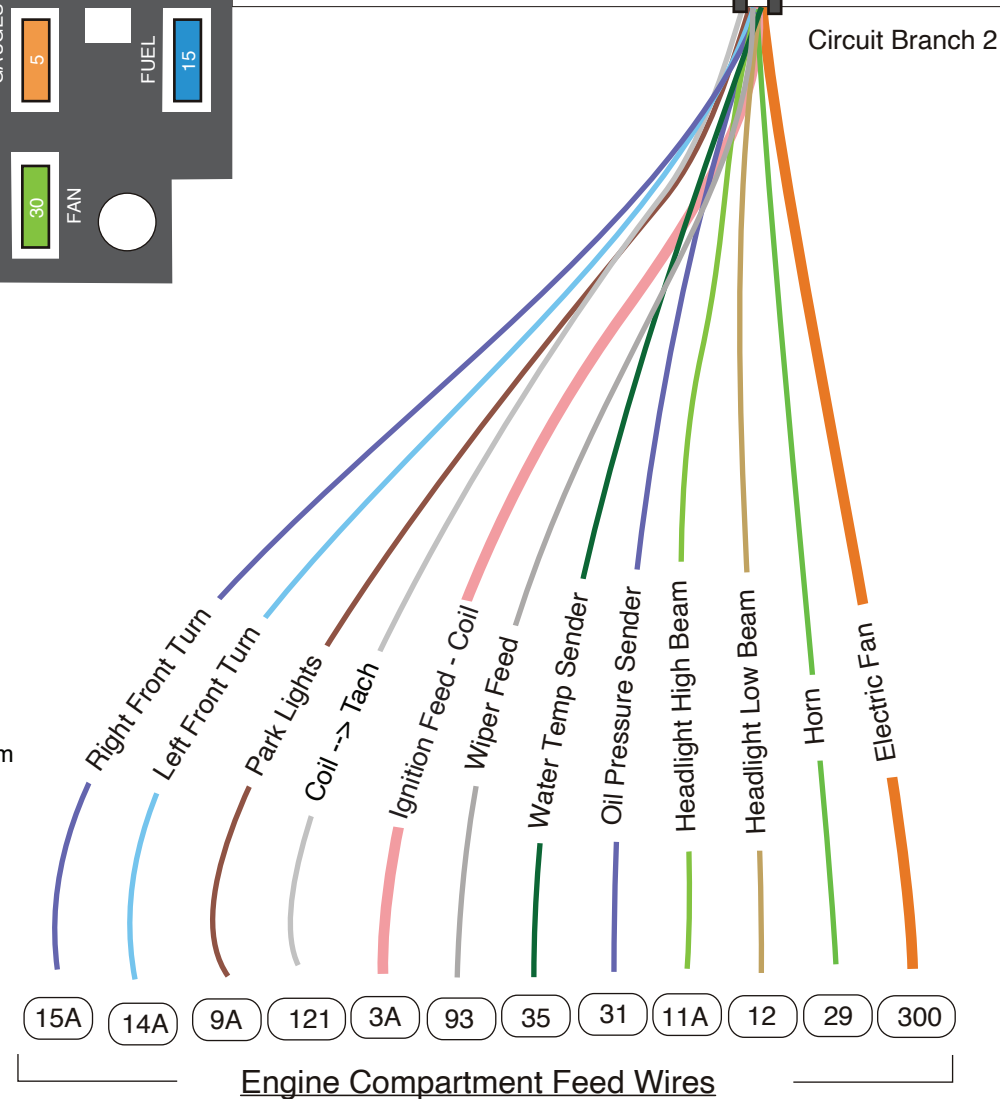 5
FUEL
15
30
FAN
Circuit Branch 2
Right Front Turn
Left Front Turn
Park Lights
Coil --> Tach
Ignition Feed - Coil
Wiper Feed
Water Temp Sender
Oil Pressure Sender
Headlight High Beam
Headlight Low Beam
Horn
Electric Fan
m
15A
14A
9A
121
3A
93
35
31
11A
12
29
300
Engine Compartment Feed Wires